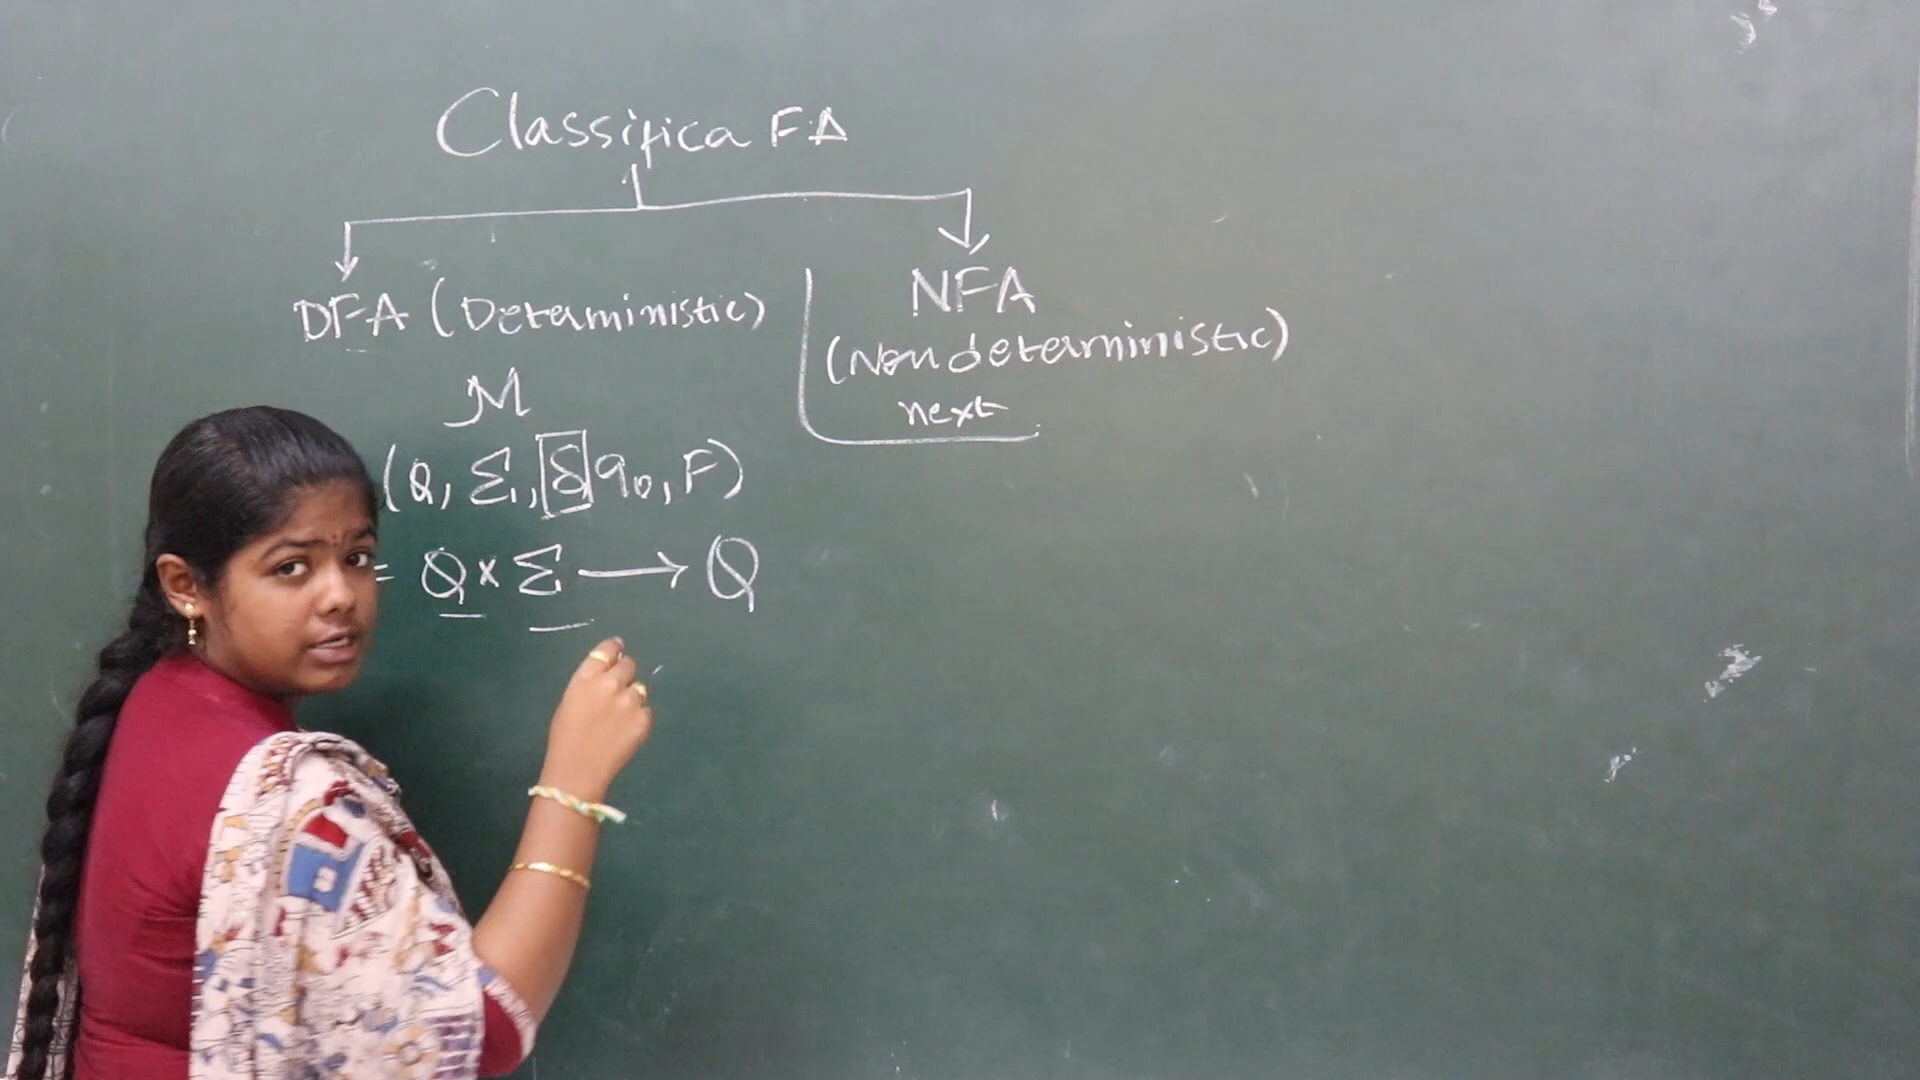 Classifica FA
DFA (Deterministic)
NFA
(Nondeterministic)
next
M
(Q, Σ, δ q0, F)
= Q × Σ → Q